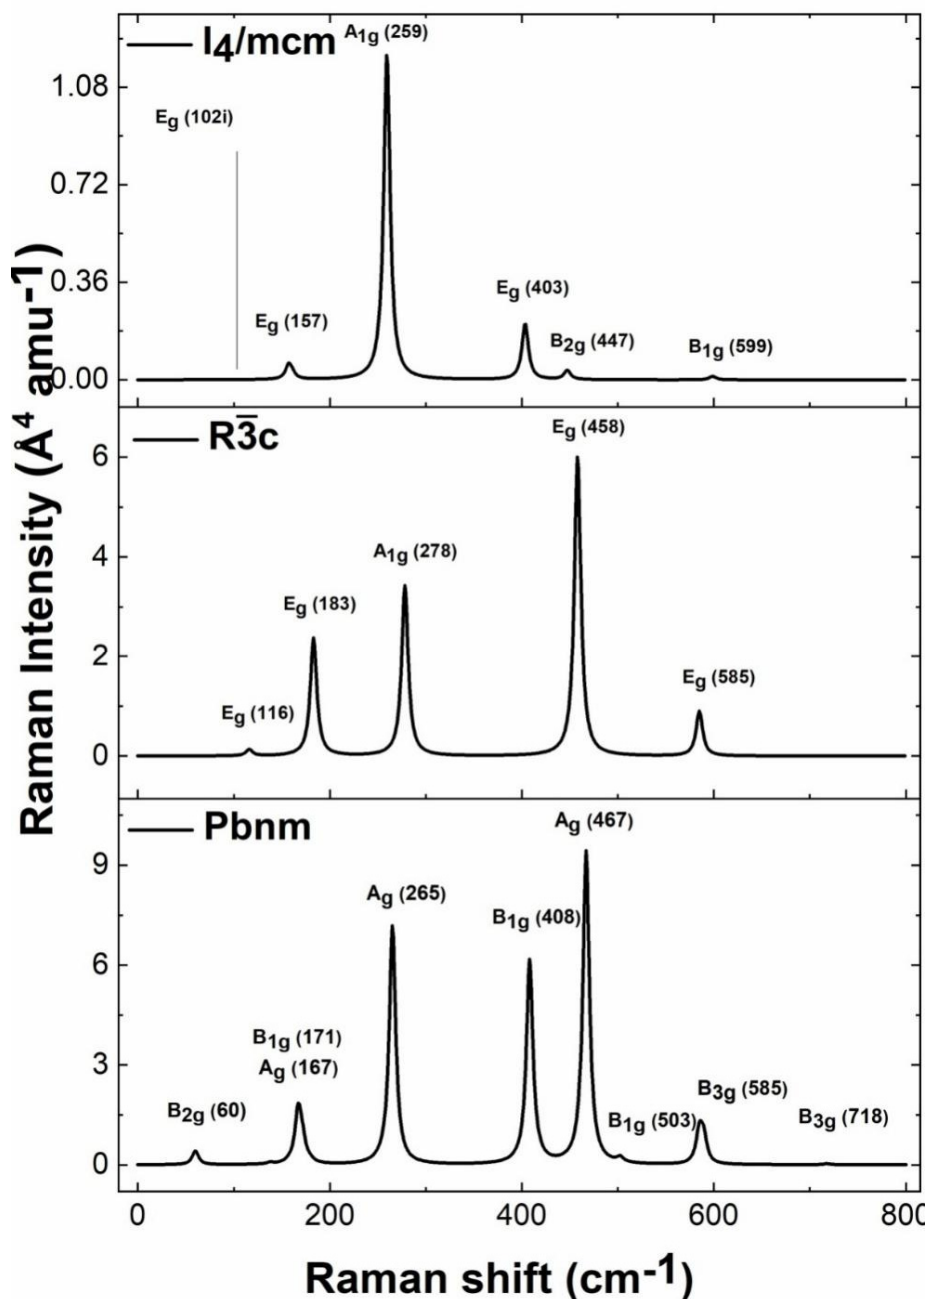 Raman Intensity (Å⁴ amu-1)
I₄/mcm
A₁g (259)
1.08
Eg (102i)
0.72
0.36
Eg (157)
Eg (403)
B₂g (447)
B₁g (599)
0.00
R3̅c
Eg (458)
6
A₁g (278)
4
Eg (183)
2
Eg (116)
Eg (585)
0
Pbnm
Ag (467)
9
Ag (265)
B₁g (408)
6
B₁g (171)
3
Ag (167)
B₂g (60)
B₁g (503)
B₃g (585)
B₃g (718)
0
0 200 400 600 800
Raman shift (cm⁻¹)